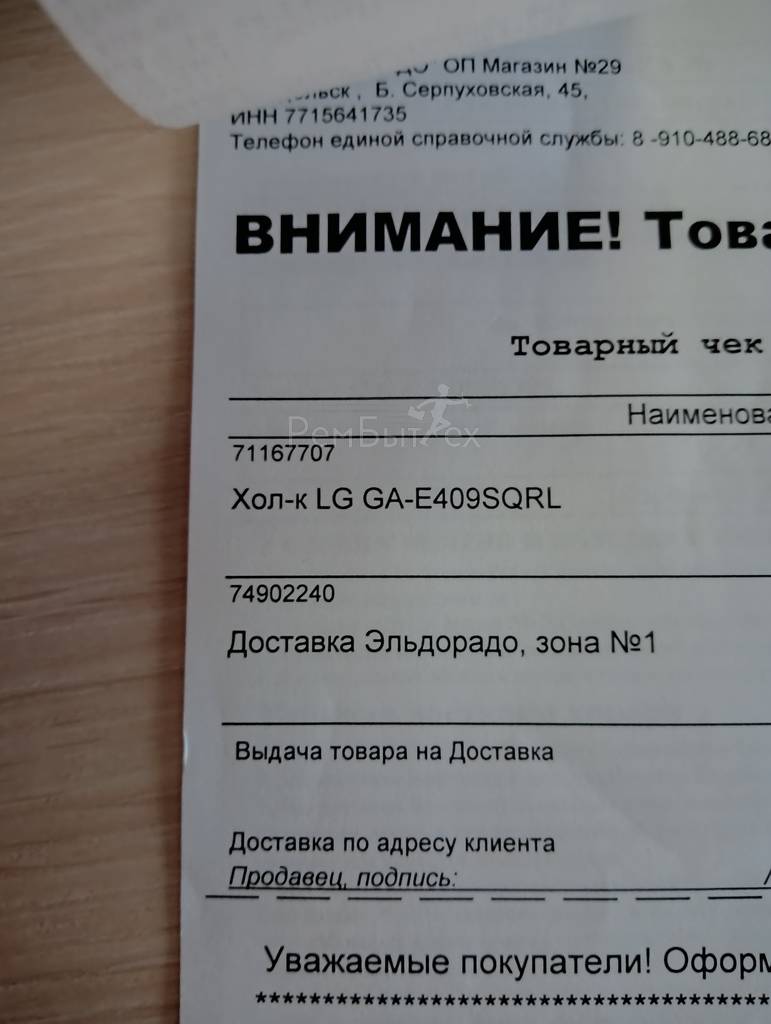 ОП Магазин №29
Б. Серпуховская, 45,
ИНН 7715641735
Телефон единой справочной службы: 8 -910-488-68
ВНИМАНИЕ! Това
Товарный чек
Наименова
РемБытТех
71167707
Хол-к LG GA-E409SQRL
74902240
Доставка Эльдорадо, зона №1
Выдача товара на Доставка
Доставка по адресу клиента
Продавец, подпись:
Уважаемые покупатели! Оформ
***************************************